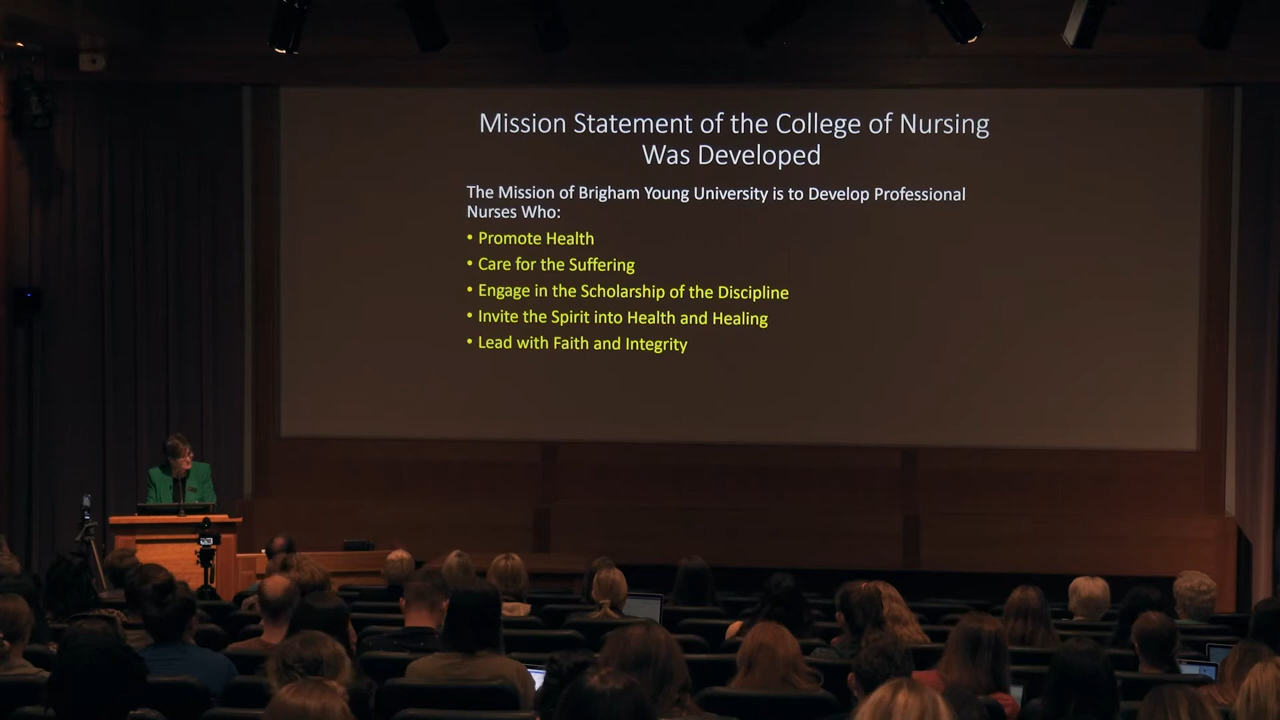 Mission Statement of the College of Nursing
Was Developed
The Mission of Brigham Young University is to Develop Professional
Nurses Who:
• Promote Health
• Care for the Suffering
• Engage in the Scholarship of the Discipline
• Invite the Spirit into Health and Healing
• Lead with Faith and Integrity